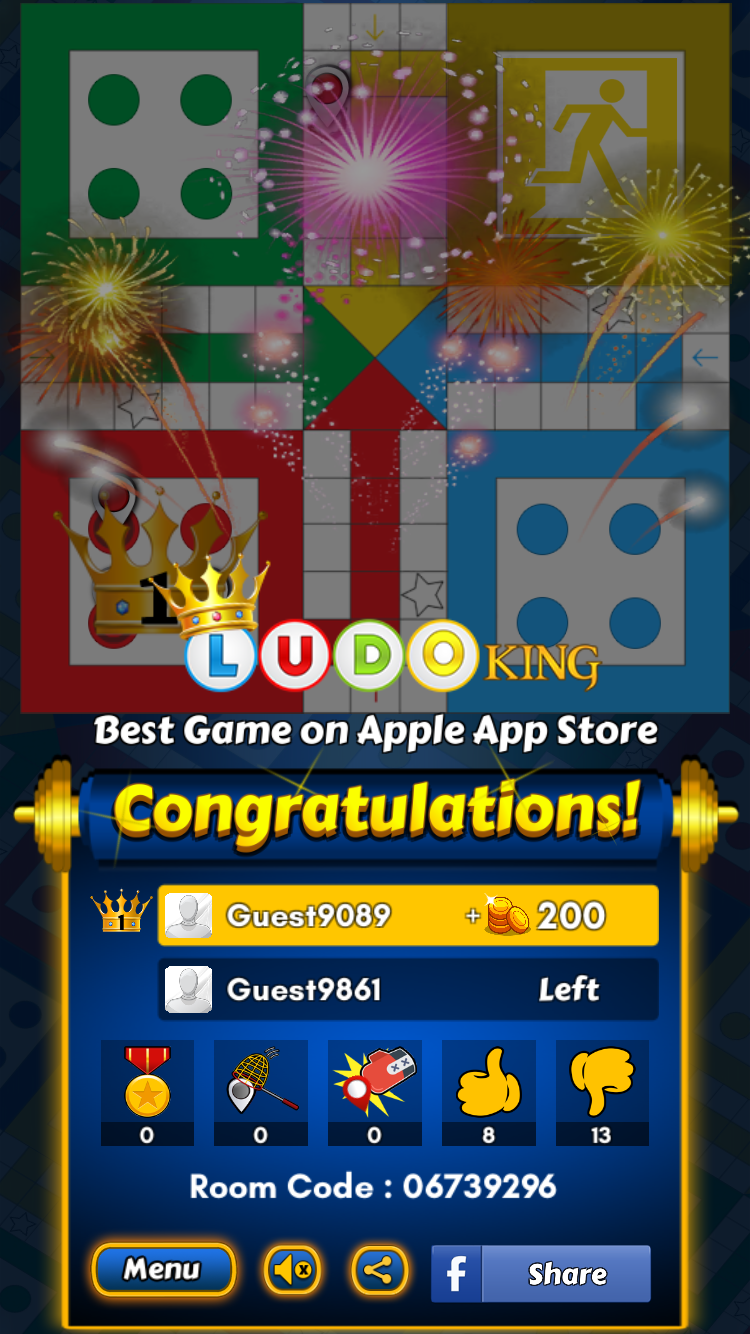 1
LUDO KING
Best Game on Apple App Store
Congratulations!
1 Guest9089 + 200
Guest9861 Left
0 0 0 8 13
Room Code : 06739296
Menu x f Share